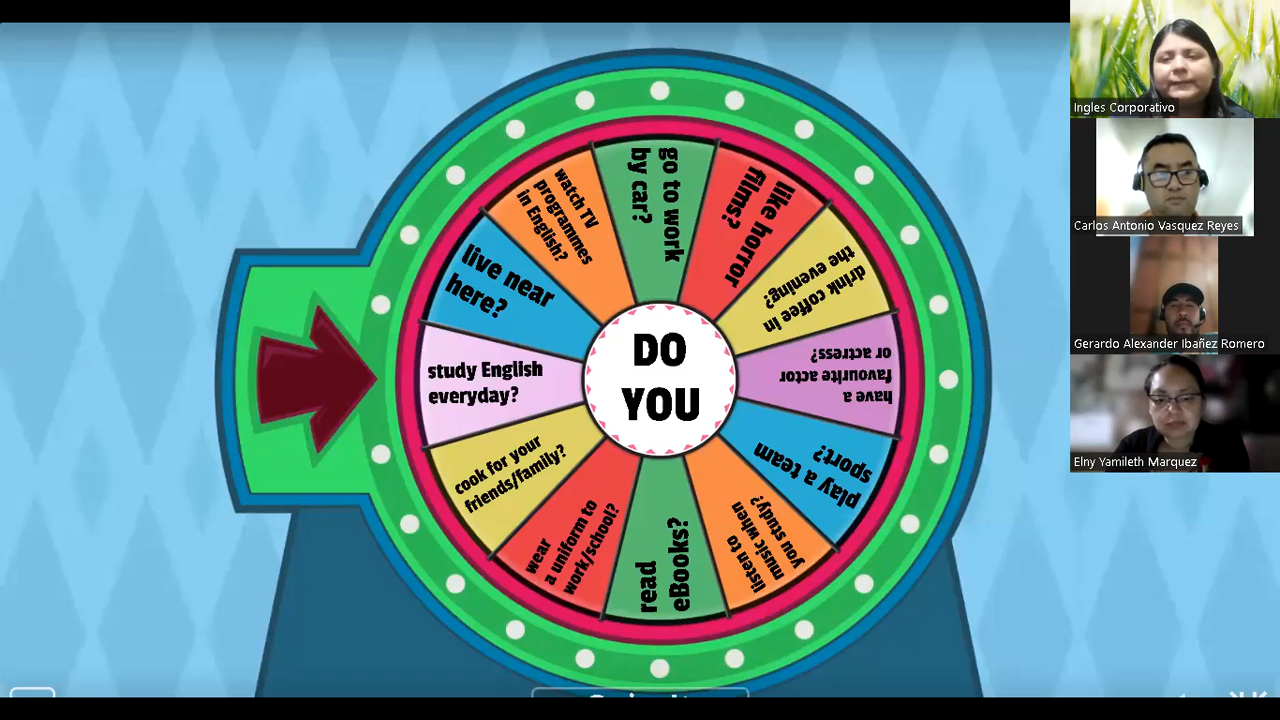 DO
YOU
go to work
by car?
like horror
films?
drink coffee in
the evening?
have a
favourite actor
or actress?
play a team
sport?
listen to
music when
you study?
read
eBooks?
wear
a uniform to
work/school?
cook for your
friends/family?
study English
everyday?
live near
here?
watch TV
programmes
in English?
Ingles Corporativo
Carlos Antonio Vasquez Reyes
Gerardo Alexander Ibañez Romero
Elny Yamileth Marquez